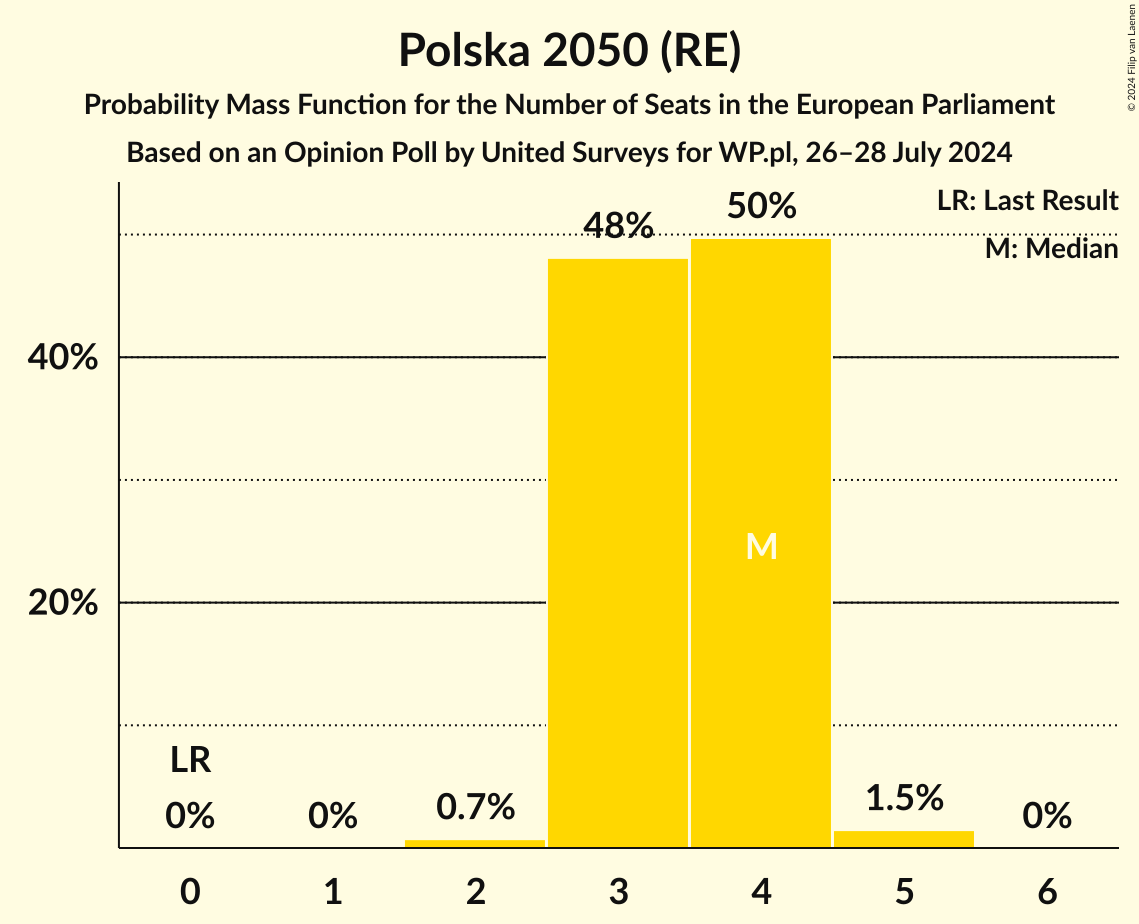 Polska 2050 (RE)
Probability Mass Function for the Number of Seats in the European Parliament
Based on an Opinion Poll by United Surveys for WP.pl, 26–28 July 2024
© 2024 Filip van Laenen
LR: Last Result
M: Median
48%
50%
40%
20%
M
LR
0%
0%
0.7%
1.5%
0%
0
1
2
3
4
5
6